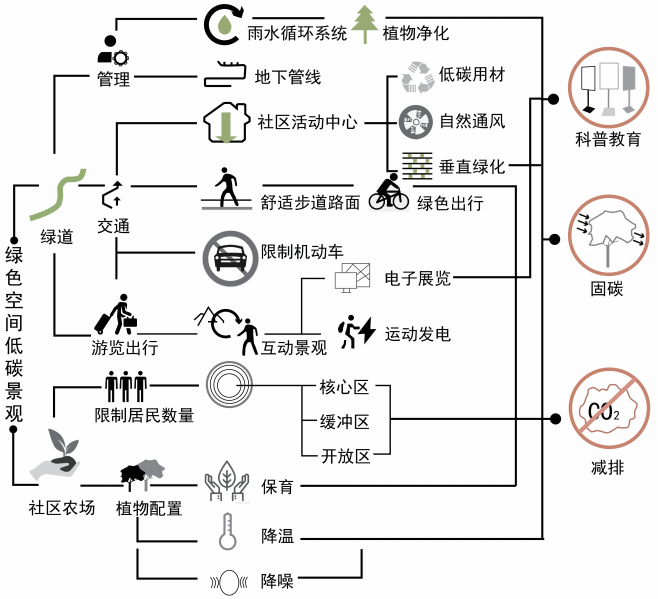 雨水循环系统
植物净化
管理
地下管线
低碳用材
社区活动中心
自然通风
科普教育
垂直绿化
舒适步道路面
绿色出行
绿道
交通
绿色空间低碳景观
限制机动车
电子展览
固碳
游览出行
互动景观
运动发电
限制居民数量
核心区
缓冲区
开放区
CO₂
减排
社区农场
植物配置
保育
降温
降噪